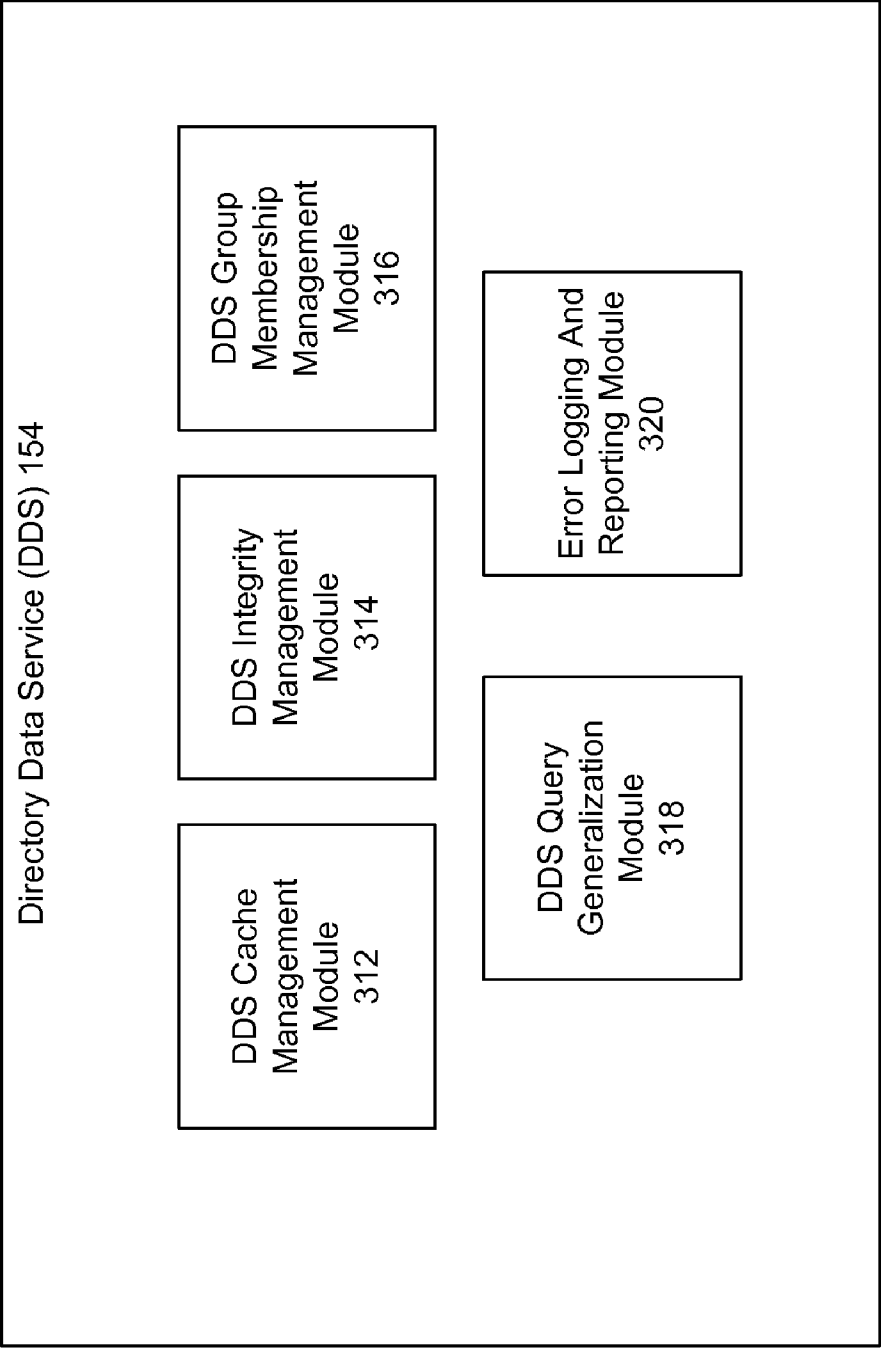 Directory Data Service (DDS) 154
DDS Cache
Management
Module
312
DDS Integrity
Management
Module
314
DDS Group
Membership
Management
Module
316
DDS Query
Generalization
Module
318
Error Logging And
Reporting Module
320